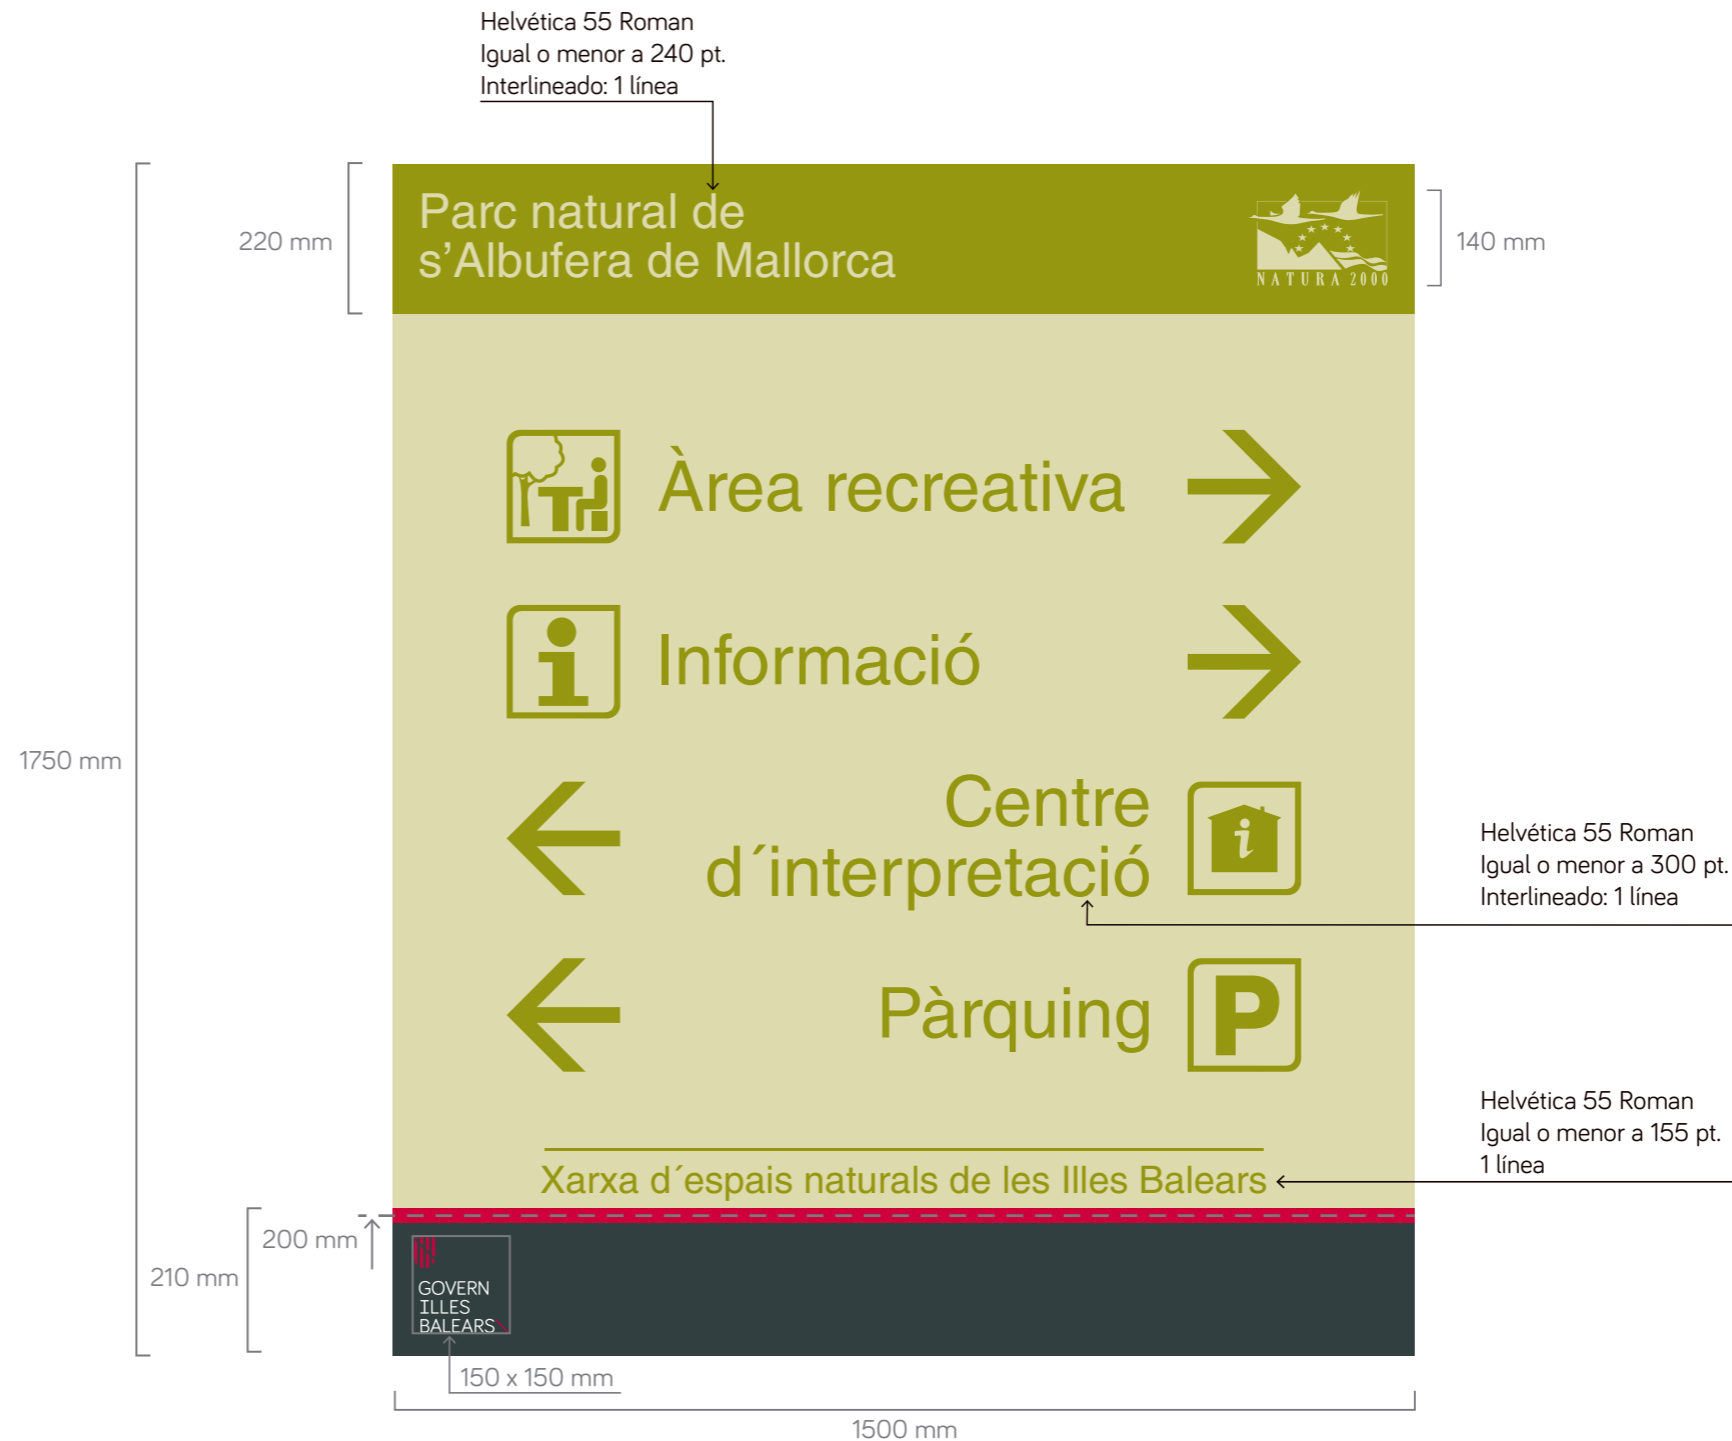 Helvética 55 Roman
Igual o menor a 240 pt.
Interlineado: 1 línea
Parc natural de
s’Albufera de Mallorca
NATURA 2000
220 mm
140 mm
Àrea recreativa
i Informació
1750 mm
Centre
d´interpretació
i
Helvética 55 Roman
Igual o menor a 300 pt.
Interlineado: 1 línea
Pàrquing P
Helvética 55 Roman
Igual o menor a 155 pt.
1 línea
Xarxa d´espais naturals de les Illes Balears
200 mm
210 mm
GOVERN
ILLES
BALEARS
150 x 150 mm
1500 mm